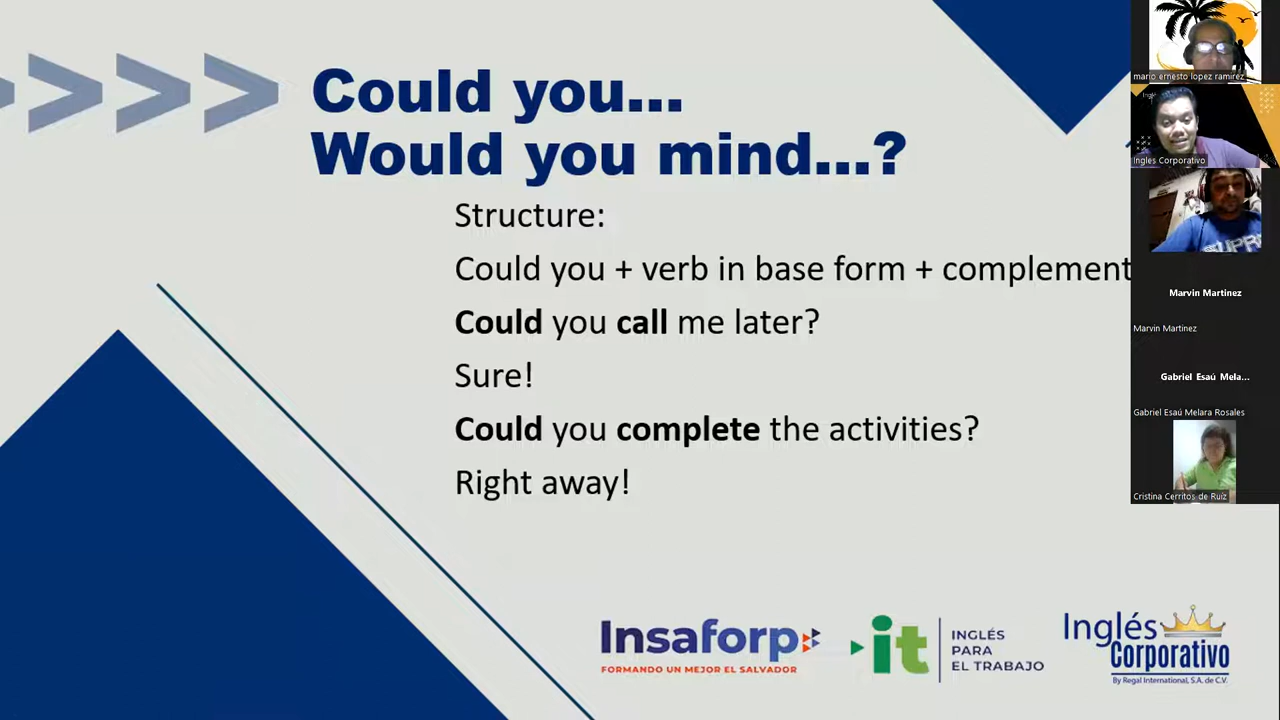 Could you...
Would you mind...?
Structure:
Could you + verb in base form + complement
Could you call me later?
Sure!
Could you complete the activities?
Right away!
Insaforp
FORMANDO UN MEJOR EL SALVADOR
it
INGLÉS
PARA
EL TRABAJO
Inglés
Corporativo
By Regal International, S.A. de C.V.
mario ernesto lopez ramirez
Ingles Corporativo
SUPR
Marvin Martinez
Marvin Martinez
Gabriel Esaú Mela...
Gabriel Esaú Melara Rosales
Cristina Cerritos de Ruiz